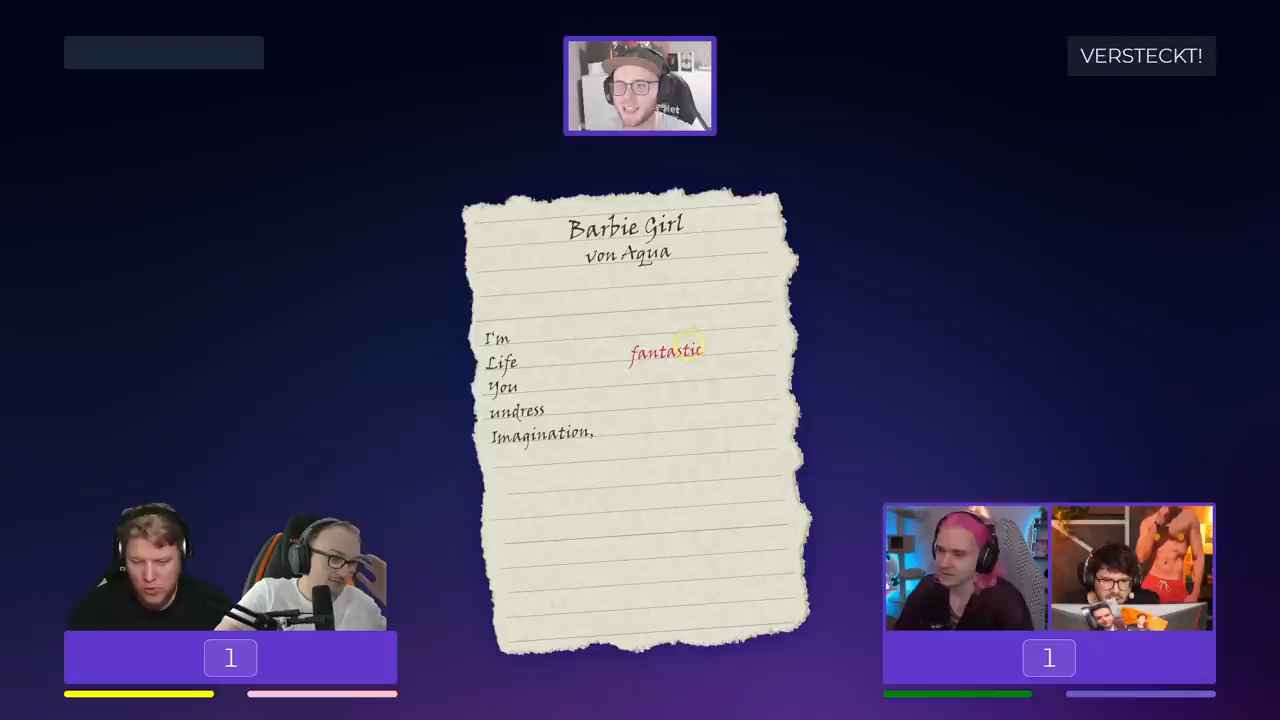 VERSTECKT!
Barbie Girl
von Aqua
I'm
Life fantastic
You
undress
Imagination,
1
1